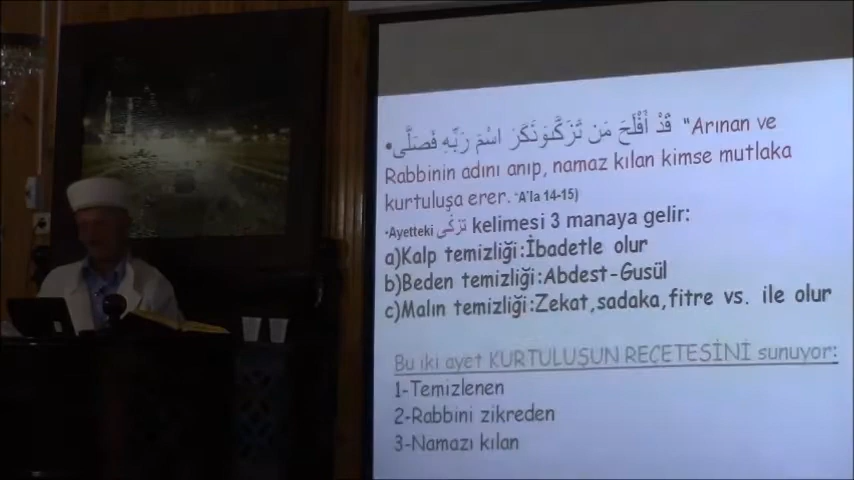 •قَدْ أَفْلَحَ مَن تَزَكَّىوَذَكَرَ اسْمَ رَبِّهِ فَصَلَّى "Arınan ve
Rabbinin adını anıp, namaz kılan kimse mutlaka
kurtuluşa erer."A'la 14-15)
•Ayetteki تَزَكَّى kelimesi 3 manaya gelir:
a)Kalp temizliği:İbadetle olur
b)Beden temizliği:Abdest-Gusül
c)Malın temizliği:Zekat,sadaka,fitre vs. ile olur
Bu iki ayet KURTULUŞUN REÇETESİNİ sunuyor:
1-Temizlenen
2-Rabbini zikreden
3-Namazı kılan